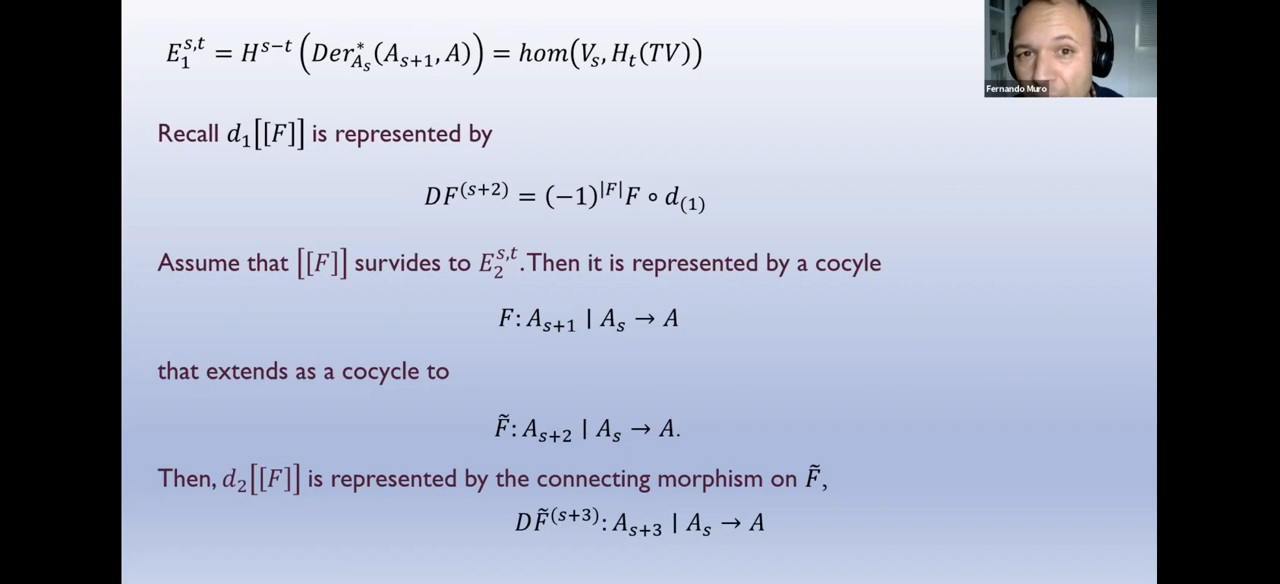 E_1^{s,t} = H^{s−t}(Der^*_{A_s}(A_{s+1}, A)) = hom(V_s, H_t(TV))
Fernando Muro
Recall d_1[[F]] is represented by
DF^{(s+2)} = (−1)^{|F|} F ∘ d_{(1)}
Assume that [[F]] survides to E_2^{s,t}. Then it is represented by a cocyle
F: A_{s+1} | A_s → A
that extends as a cocycle to
F̃: A_{s+2} | A_s → A.
Then, d_2[[F]] is represented by the connecting morphism on F̃,
DF̃^{(s+3)}: A_{s+3} | A_s → A